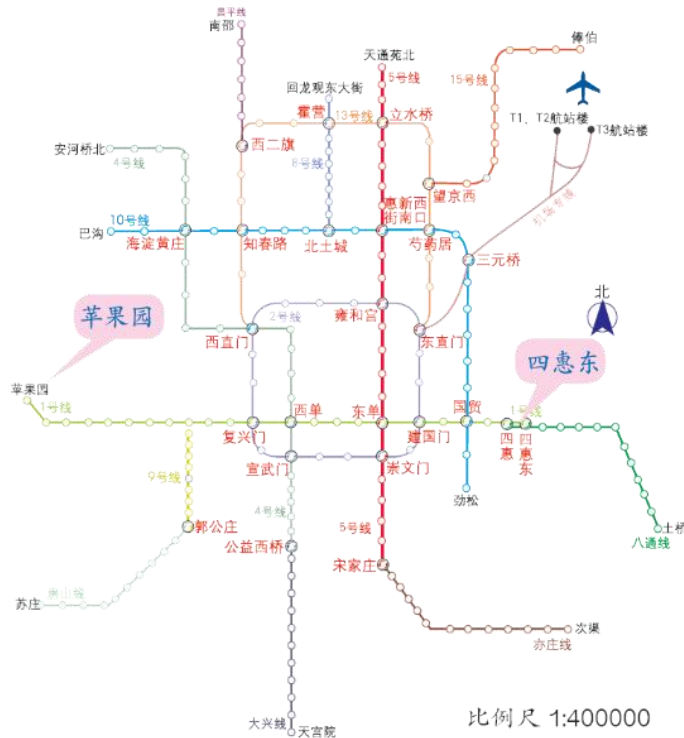 昌平线
南邵
俸伯
天通苑北
5号线
15号线
回龙观东大街
霍营
13号线
立水桥
T1、T2航站楼
T3航站楼
安河桥北
4号线
西二旗
8号线
望京西
惠新西
街南口
机场专线
10号线
巴沟
海淀黄庄
知春路
北土城
芍药居
三元桥
北
苹果园
2号线
雍和宫
西直门
东直门
四惠东
苹果园
1号线
西单
东单
国贸
1号线
复兴门
建国门
四惠
四惠东
宣武门
崇文门
9号线
劲松
4号线
5号线
郭公庄
公益西桥
土桥
八通线
宋家庄
房山线
苏庄
次渠
亦庄线
大兴线
天宫院
比例尺 1:400000